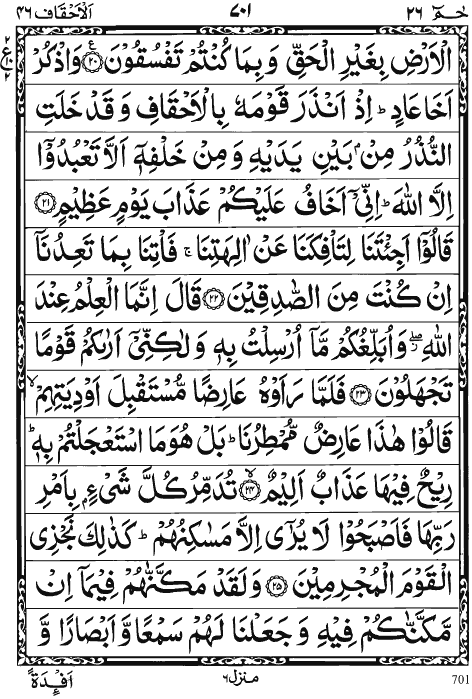 حٰمٓ ٢٦ ٧٠١ الاحقاف ٤٦
الْاَرْضِ بِغَيْرِ الْحَقِّ وَ بِمَا كُنْتُمْ تَفْسُقُوْنَ ﴿٢٠﴾ وَاذْكُرْ
اَخَا عَادٍ ؕ اِذْ اَنْذَرَ قَوْمَهٗ بِالْاَحْقَافِ وَ قَدْ خَلَتِ
النُّذُرُ مِنْۢ بَيْنِ يَدَيْهِ وَ مِنْ خَلْفِهٖۤ اَلَّا تَعْبُدُوْۤا
اِلَّا اللّٰهَ ؕ اِنِّيْۤ اَخَافُ عَلَيْكُمْ عَذَابَ يَوْمٍ عَظِيْمٍ ﴿٢١﴾
قَالُوْۤا اَجِئْتَنَا لِتَاْفِكَنَا عَنْ اٰلِهَتِنَا ۚ فَاْتِنَا بِمَا تَعِدُنَاۤ
اِنْ كُنْتَ مِنَ الصّٰدِقِيْنَ ﴿٢٢﴾ قَالَ اِنَّمَا الْعِلْمُ عِنْدَ
اللّٰهِ ۖؗ وَ اُبَلِّغُكُمْ مَّاۤ اُرْسِلْتُ بِهٖ وَ لٰكِنِّيْۤ اَرٰىكُمْ قَوْمًا
تَجْهَلُوْنَ ﴿٢٣﴾ فَلَمَّا رَاَوْهُ عَارِضًا مُّسْتَقْبِلَ اَوْدِيَتِهِمْ ۙ
قَالُوْا هٰذَا عَارِضٌ مُّمْطِرُنَا ؕ بَلْ هُوَ مَا اسْتَعْجَلْتُمْ بِهٖ ؕ
رِيْحٌ فِيْهَا عَذَابٌ اَلِيْمٌ ﴿ۙ٢٤﴾ تُدَمِّرُ كُلَّ شَيْءٍۭ بِاَمْرِ
رَبِّهَا فَاَصْبَحُوْا لَا يُرٰۤى اِلَّا مَسٰكِنُهُمْ ؕ كَذٰلِكَ نَجْزِي
الْقَوْمَ الْمُجْرِمِيْنَ ﴿٢٥﴾ وَ لَقَدْ مَكَّنّٰهُمْ فِيْمَاۤ اِنْ
مَّكَّنّٰكُمْ فِيْهِ وَ جَعَلْنَا لَهُمْ سَمْعًا وَّ اَبْصَارًا وَّ
701 منزل ٦ اَفْـِٕدَةً